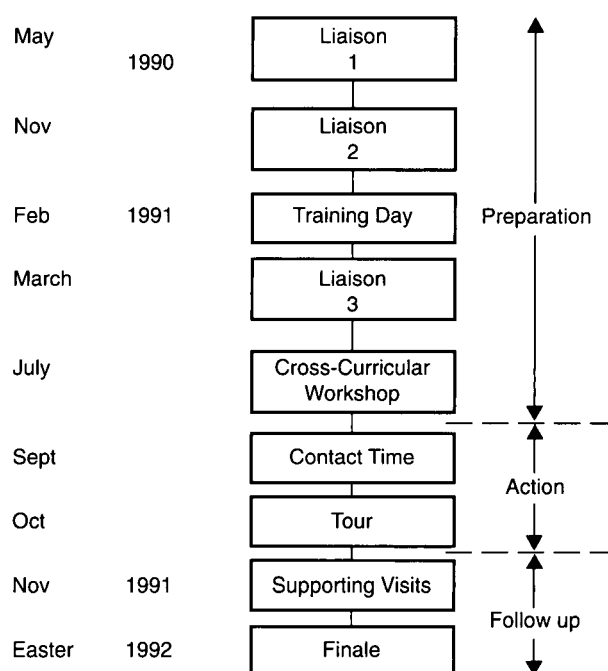 May
1990
Liaison
1
Nov
Liaison
2
Feb 1991 Training Day
Preparation
March
Liaison
3
July
Cross-Curricular
Workshop
Sept
Contact Time
Action
Oct
Tour
Nov 1991 Supporting Visits
Follow up
Easter 1992 Finale